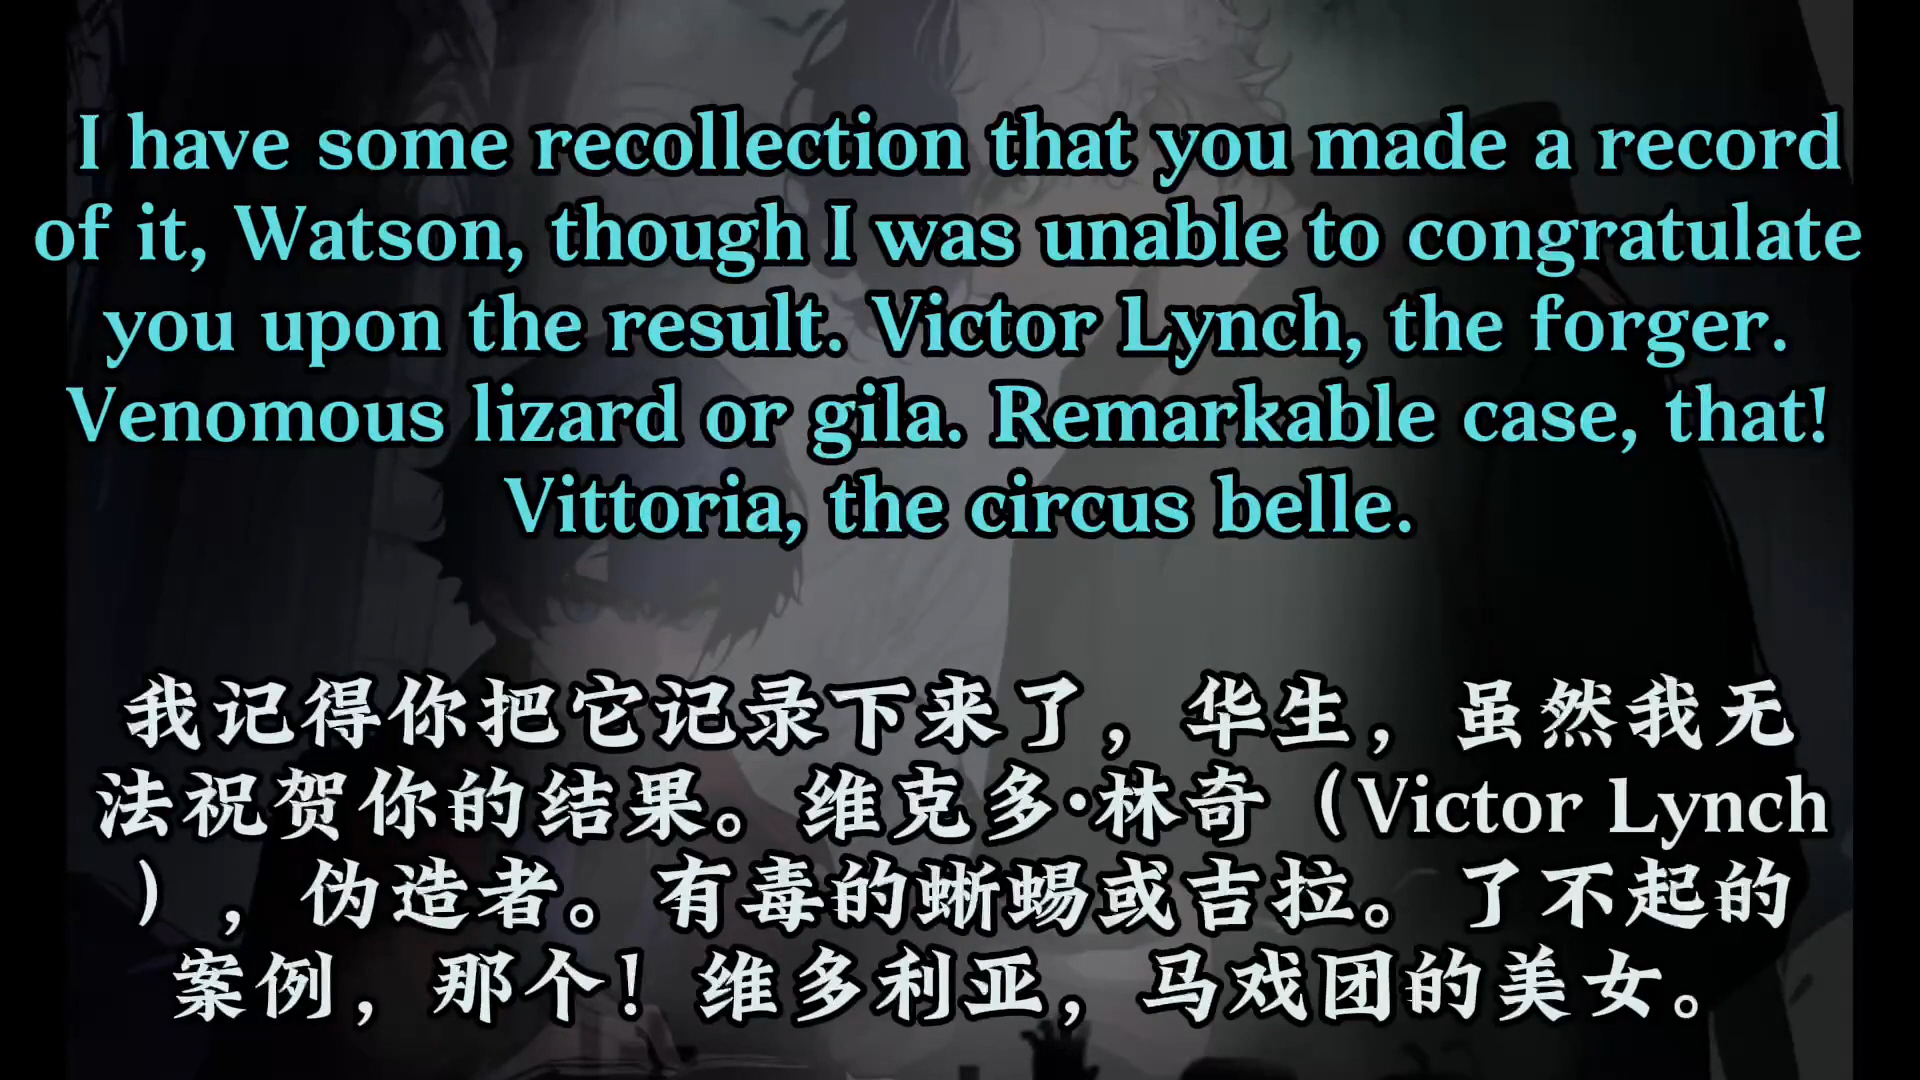 I have some recollection that you made a record
of it, Watson, though I was unable to congratulate
you upon the result. Victor Lynch, the forger.
Venomous lizard or gila. Remarkable case, that!
Vittoria, the circus belle.
我记得你把它记录下来了，华生，虽然我无
法祝贺你的结果。维克多·林奇（Victor Lynch
），伪造者。有毒的蜥蜴或吉拉。了不起的
案例，那个！维多利亚，马戏团的美女。